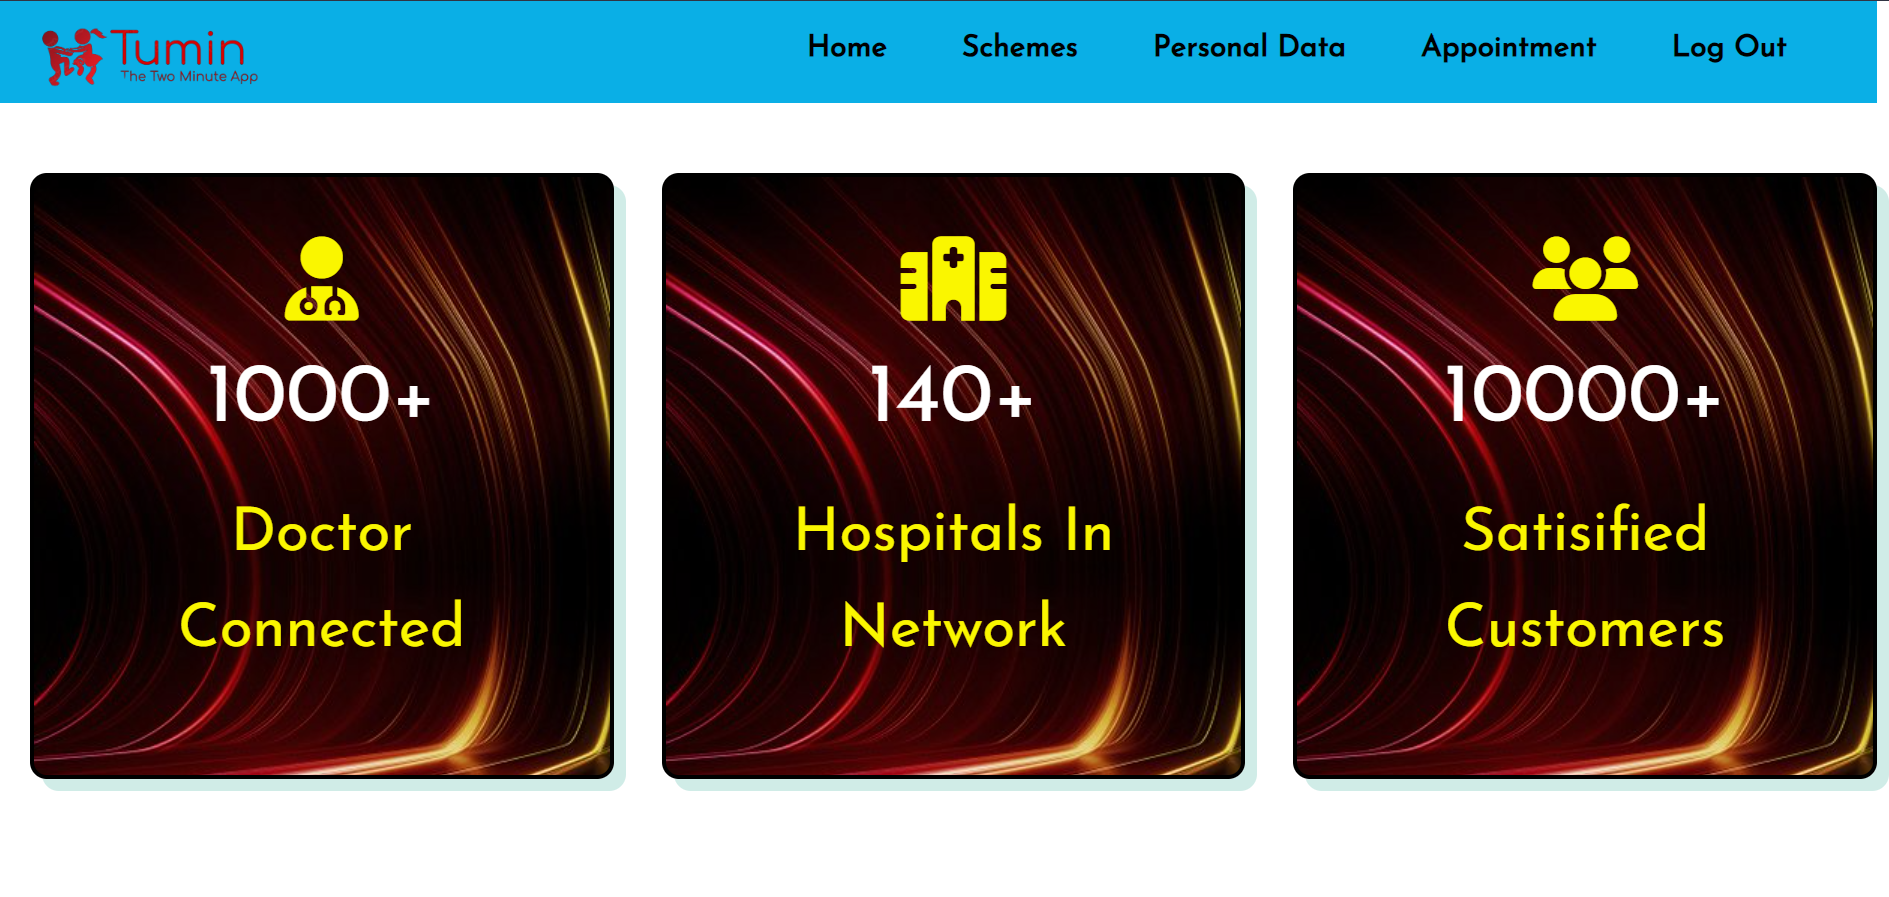 Tumin
The Two Minute App
Home Schemes Personal Data Appointment Log Out
1000+
Doctor
Connected
140+
Hospitals In
Network
10000+
Satisified
Customers